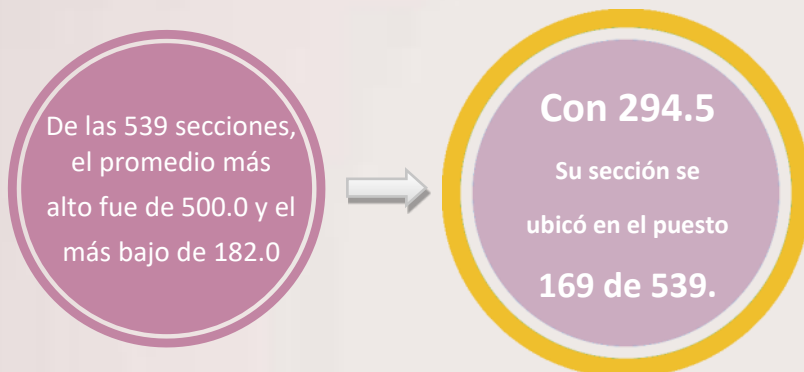 De las 539 secciones,
el promedio más
alto fue de 500.0 y el
más bajo de 182.0
Con 294.5
Su sección se
ubicó en el puesto
169 de 539.